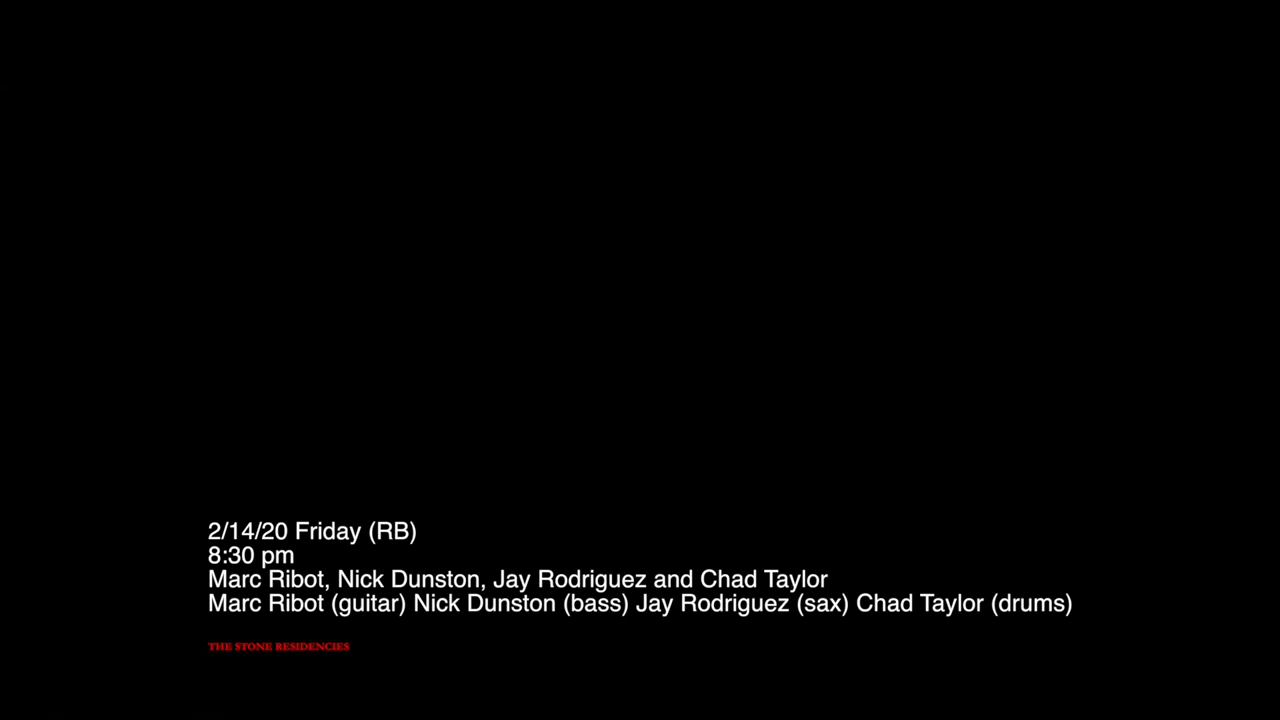 2/14/20 Friday (RB)
8:30 pm
Marc Ribot, Nick Dunston, Jay Rodriguez and Chad Taylor
Marc Ribot (guitar) Nick Dunston (bass) Jay Rodriguez (sax) Chad Taylor (drums)
THE STONE RESIDENCIES